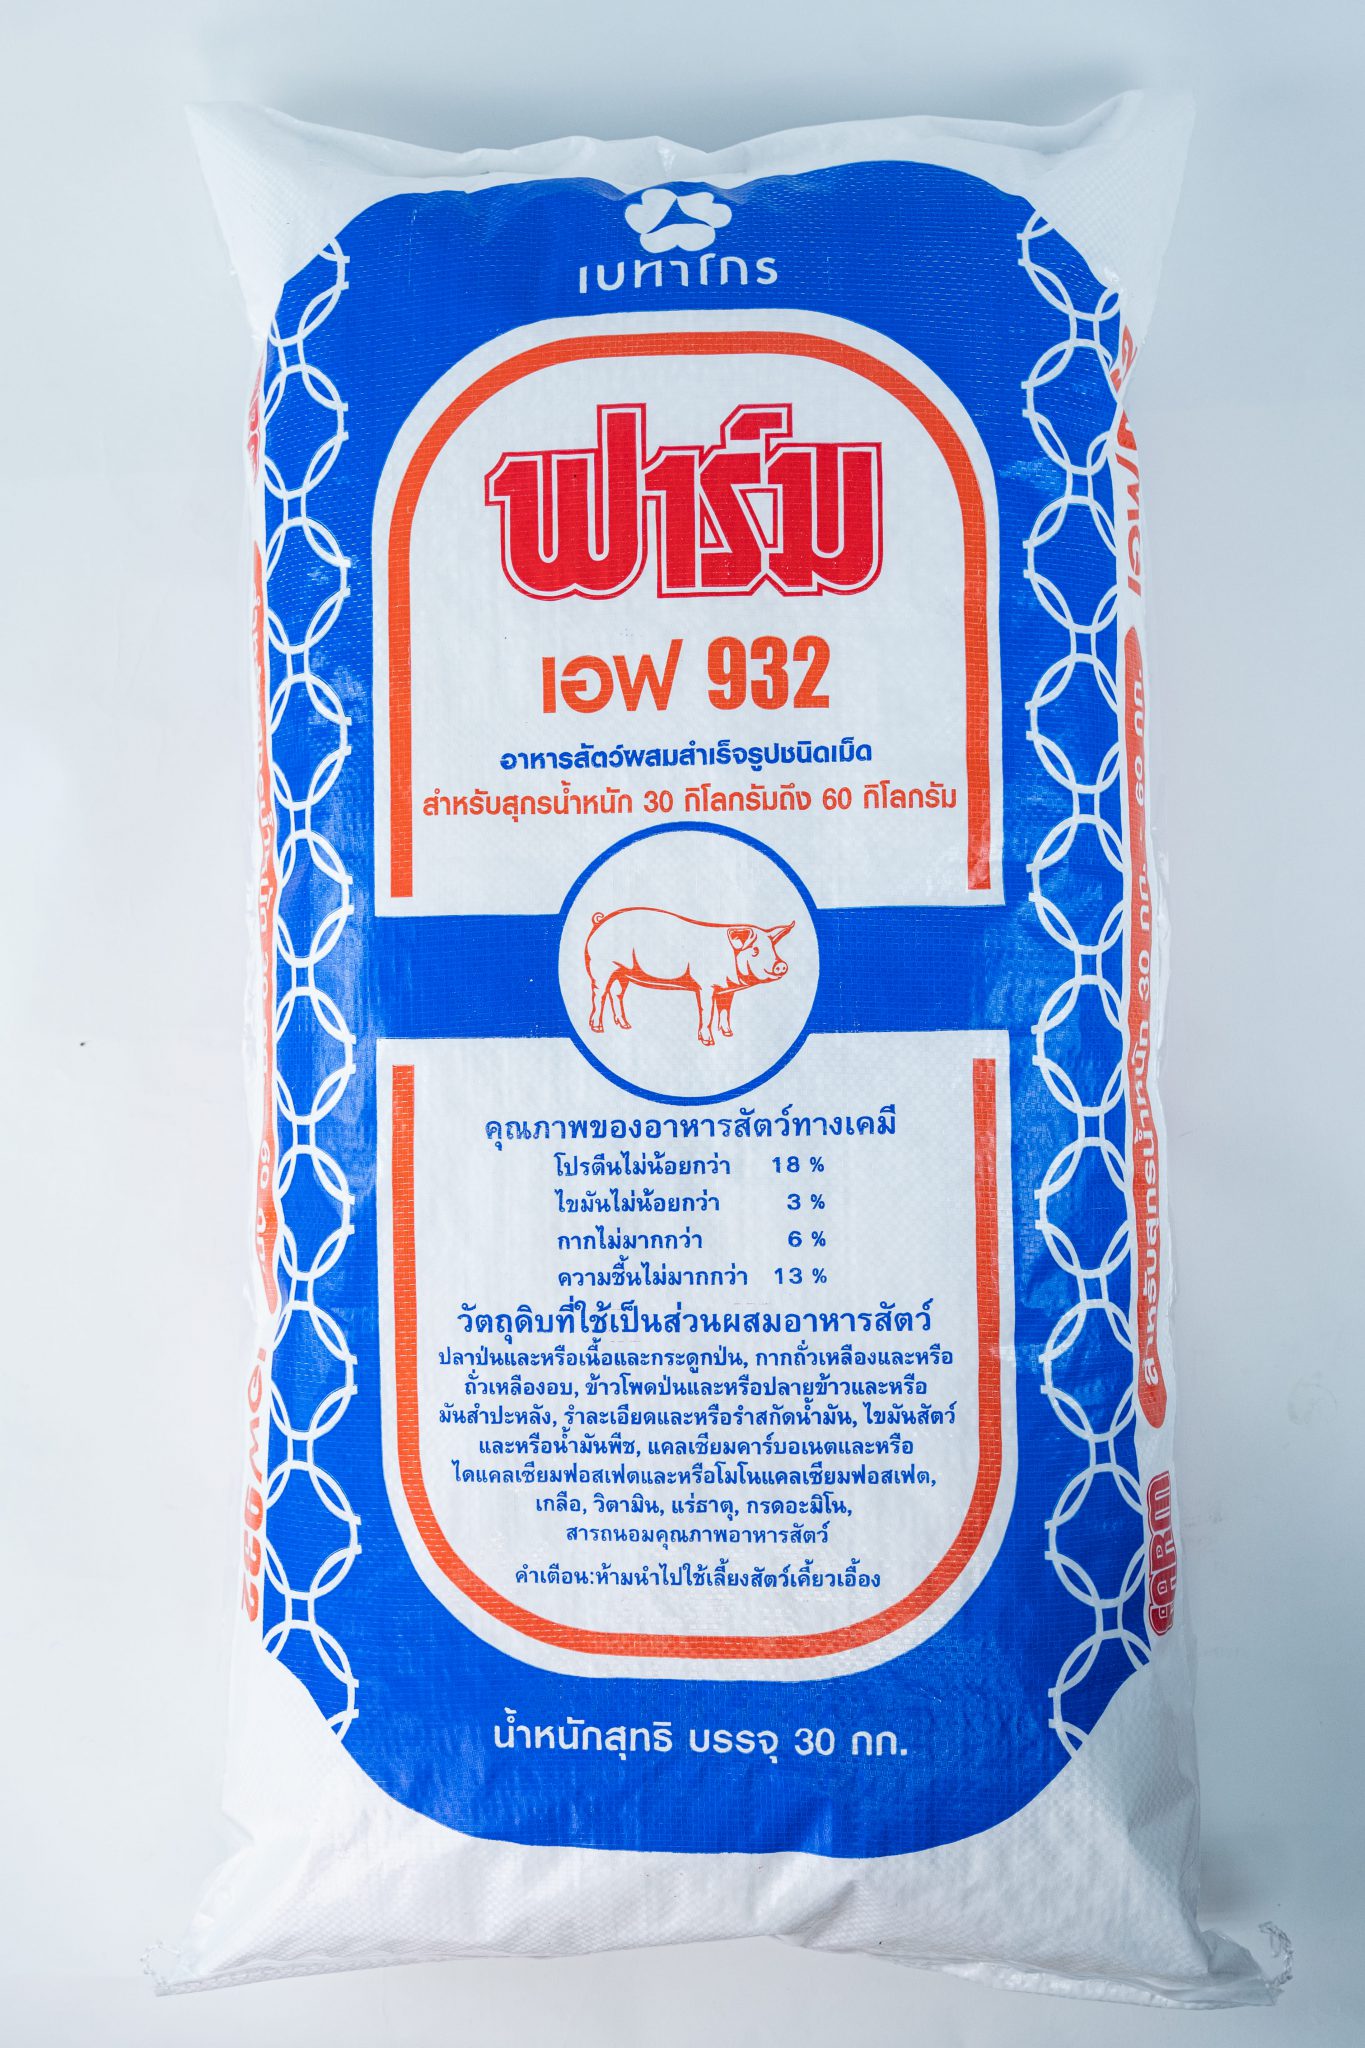 เบทาโกร
ฟาร์ม
เอฟ 932
อาหารสัตว์ผสมสำเร็จรูปชนิดเม็ด
สำหรับสุกรน้ำหนัก 30 กิโลกรัมถึง 60 กิโลกรัม
คุณภาพของอาหารสัตว์ทางเคมี
โปรตีนไม่น้อยกว่า 18 %
ไขมันไม่น้อยกว่า 3 %
กากไม่มากกว่า 6 %
ความชื้นไม่มากกว่า 13 %
วัตถุดิบที่ใช้เป็นส่วนผสมอาหารสัตว์
ปลาป่นและหรือเนื้อและกระดูกป่น, กากถั่วเหลืองและหรือ
ถั่วเหลืองอบ, ข้าวโพดป่นและหรือปลายข้าวและหรือ
มันสำปะหลัง, รำละเอียดและหรือรำสกัดน้ำมัน, ไขมันสัตว์
และหรือน้ำมันพืช, แคลเซียมคาร์บอเนตและหรือ
ไดแคลเซียมฟอสเฟตและหรือโมโนแคลเซียมฟอสเฟต,
เกลือ, วิตามิน, แร่ธาตุ, กรดอะมิโน,
สารถนอมคุณภาพอาหารสัตว์
คำเตือน:ห้ามนำไปใช้เลี้ยงสัตว์เคี้ยวเอื้อง
น้ำหนักสุทธิ บรรจุ 30 กก.
สำหรับสุกรน้ำหนัก 30 กก. - 60 กก.
เอฟ